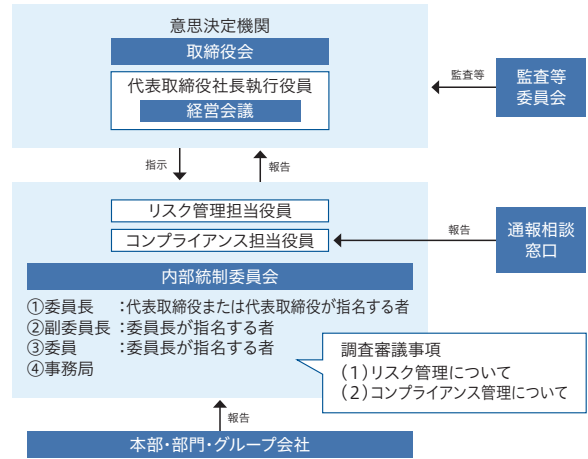 意思決定機関
取締役会
代表取締役社長執行役員
経営会議
監査等
監査等
委員会
指示
報告
リスク管理担当役員
コンプライアンス担当役員
報告
通報相談
窓口
内部統制委員会
①委員長　：代表取締役または代表取締役が指名する者
②副委員長：委員長が指名する者
③委員　　：委員長が指名する者
④事務局
調査審議事項
（1）リスク管理について
（2）コンプライアンス管理について
報告
本部・部門・グループ会社